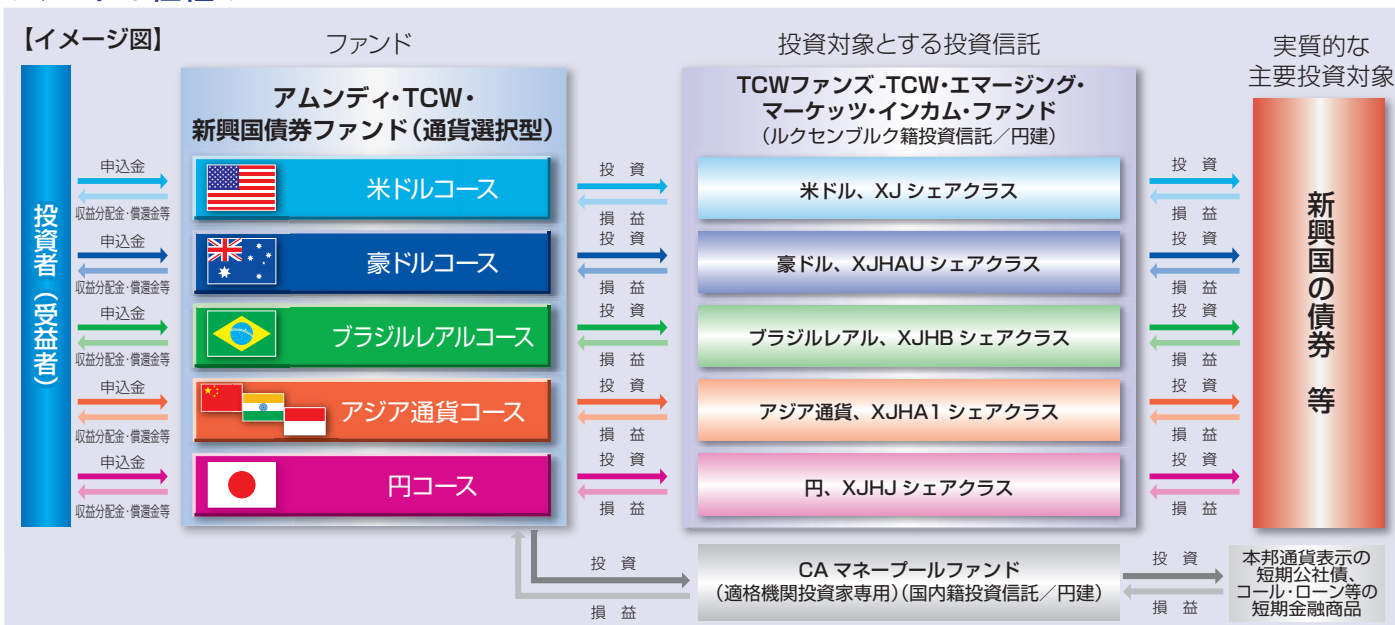 【イメージ図】
ファンド
投資対象とする投資信託
実質的な
主要投資対象
投資者（受益者）
アムンディ・TCW・
新興国債券ファンド（通貨選択型）
TCWファンズ -TCW・エマージング・
マーケッツ・インカム・ファンド
（ルクセンブルク籍投資信託／円建）
新興国の債券 等
申込金
収益分配金・償還金等
米ドルコース
投 資
損 益
米ドル、XJ シェアクラス
投 資
損 益
申込金
収益分配金・償還金等
豪ドルコース
投 資
損 益
豪ドル、XJHAU シェアクラス
投 資
損 益
申込金
収益分配金・償還金等
ブラジルレアルコース
投 資
損 益
ブラジルレアル、XJHB シェアクラス
投 資
損 益
申込金
収益分配金・償還金等
アジア通貨コース
投 資
損 益
アジア通貨、XJHA1 シェアクラス
投 資
損 益
申込金
収益分配金・償還金等
円コース
投 資
損 益
円、XJHJ シェアクラス
投 資
損 益
投 資
損 益
CA マネープールファンド
（適格機関投資家専用）（国内籍投資信託／円建）
投 資
損 益
本邦通貨表示の
短期公社債、
コール・ローン等の
短期金融商品